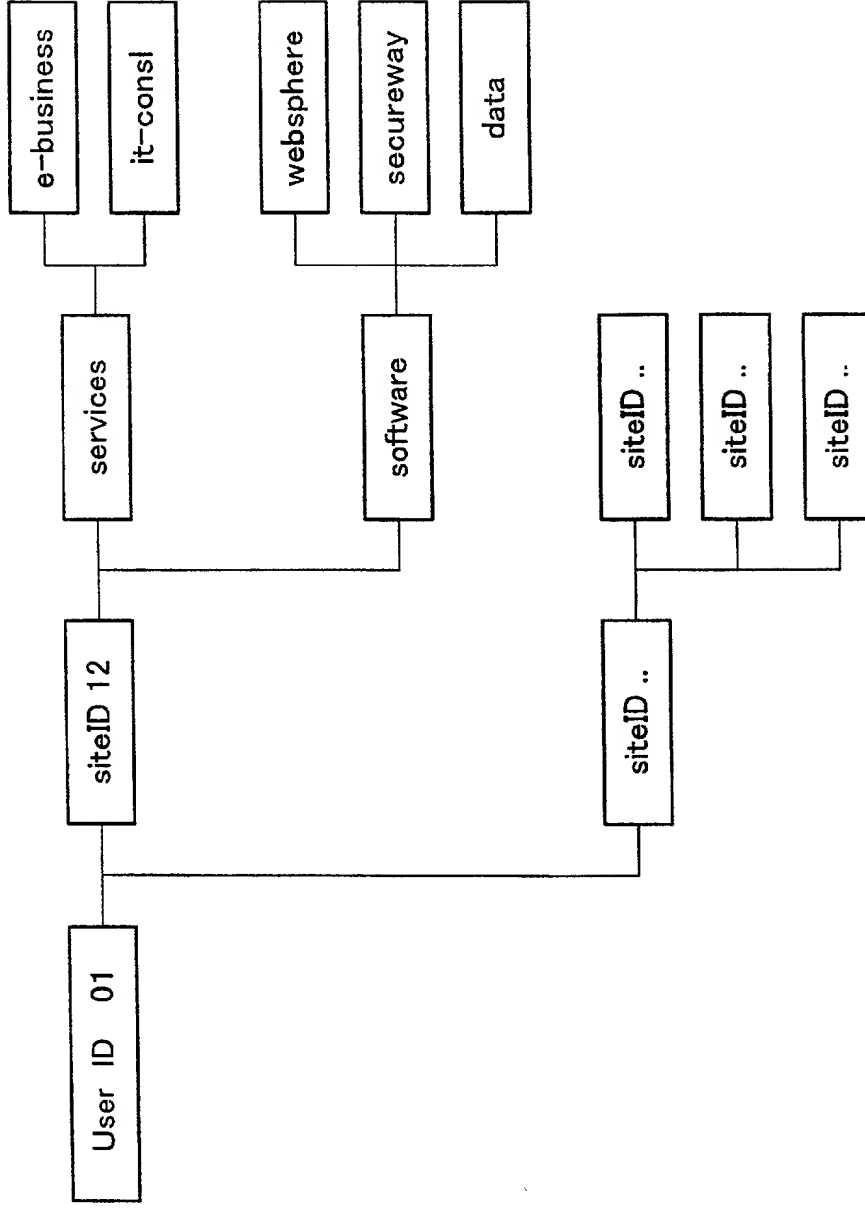 User ID 01
siteID 12
services
e-business
it-consl
software
websphere
secureway
data
siteID ..
siteID ..
siteID ..
siteID ..